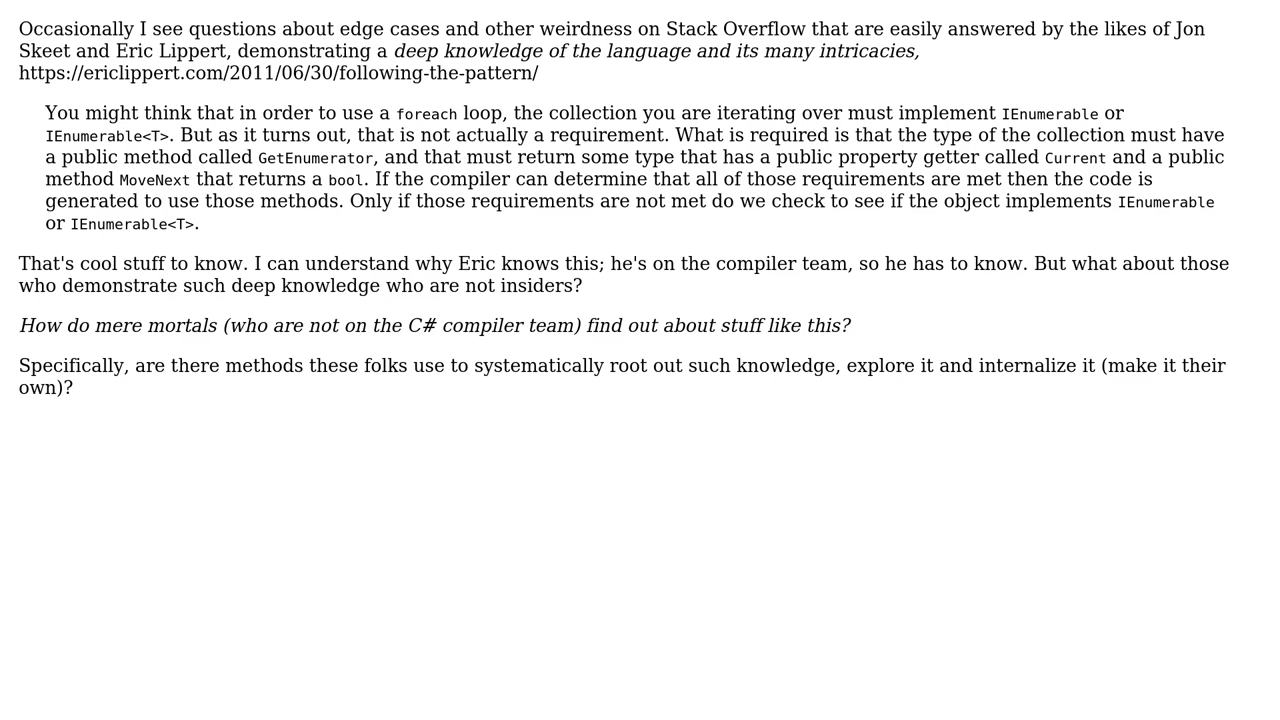 Occasionally I see questions about edge cases and other weirdness on Stack Overflow that are easily answered by the likes of Jon
Skeet and Eric Lippert, demonstrating a deep knowledge of the language and its many intricacies,
https://ericlippert.com/2011/06/30/following-the-pattern/
You might think that in order to use a foreach loop, the collection you are iterating over must implement IEnumerable or
IEnumerable<T>. But as it turns out, that is not actually a requirement. What is required is that the type of the collection must have
a public method called GetEnumerator, and that must return some type that has a public property getter called Current and a public
method MoveNext that returns a bool. If the compiler can determine that all of those requirements are met then the code is
generated to use those methods. Only if those requirements are not met do we check to see if the object implements IEnumerable
or IEnumerable<T>.
That's cool stuff to know. I can understand why Eric knows this; he's on the compiler team, so he has to know. But what about those
who demonstrate such deep knowledge who are not insiders?
How do mere mortals (who are not on the C# compiler team) find out about stuff like this?
Specifically, are there methods these folks use to systematically root out such knowledge, explore it and internalize it (make it their
own)?